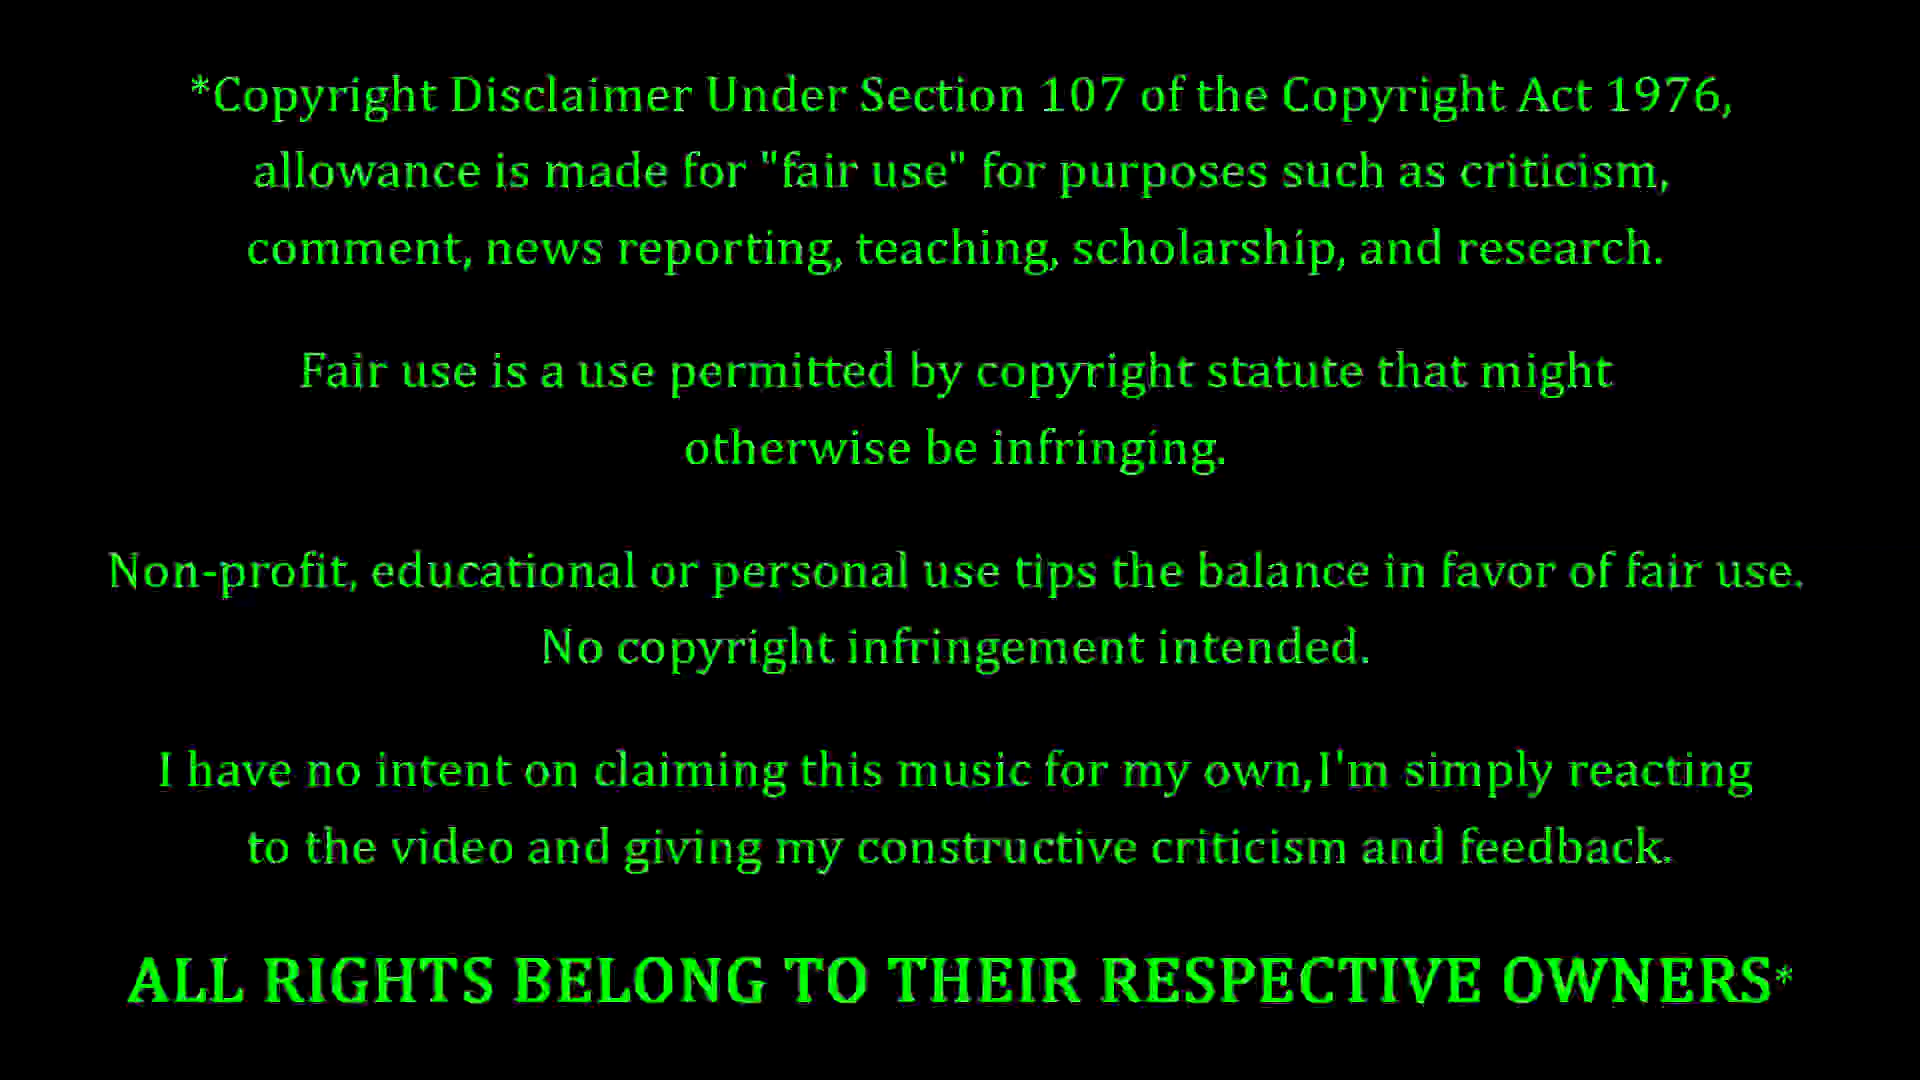 *Copyright Disclaimer Under Section 107 of the Copyright Act 1976,
allowance is made for "fair use" for purposes such as criticism,
comment, news reporting, teaching, scholarship, and research.
Fair use is a use permitted by copyright statute that might
otherwise be infringing.
Non-profit, educational or personal use tips the balance in favor of fair use.
No copyright infringement intended.
I have no intent on claiming this music for my own,I'm simply reacting
to the video and giving my constructive criticism and feedback.
ALL RIGHTS BELONG TO THEIR RESPECTIVE OWNERS*